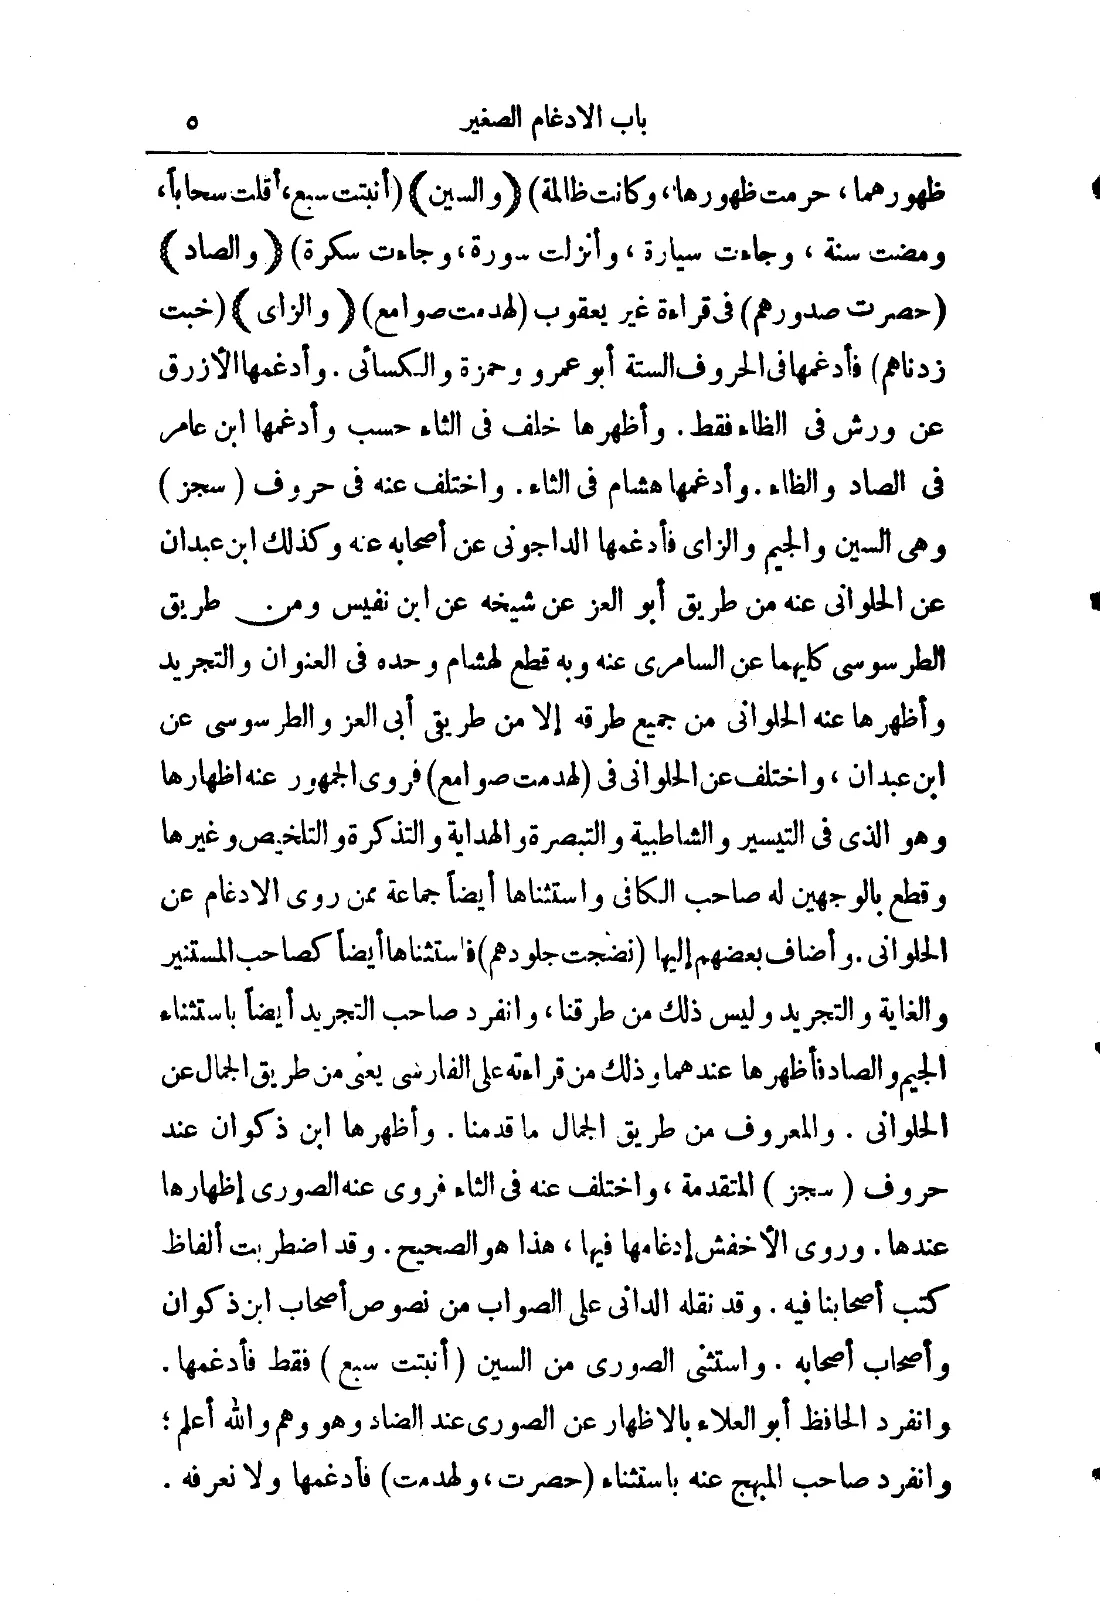 باب الادغام الصغير ٥
ظهورهما، حرمت ظهورها، وكانت ظالمة) (والسين) (أنبتت سبع، أقلت سحاباً،
ومضت سنة ، وجاءت سيارة ، وأنزلت سورة، وجاءت سكرة) (والصاد)
(حصرت صدورهم) فى قراءة غير يعقوب (لهدمت صوامع) (والزاى) (خبت
زدناهم) فأدغمها فى الحروف الستة أبو عمرو وحمزة والكسائى . وأدغمها الأزرق
عن ورش فى الظاء فقط. وأظهرها خلف فى الثاء حسب وأدغمها ابن عامر
فى الصاد والظاء . وأدغمها هشام فى الثاء. واختلف عنه فى حروف ( سجز )
وهى السين والجيم والزاى فأدغمها الداجونى عن أصحابه عنه وكذلك ابن عبدان
عن الحلوانى عنه من طريق أبو العز عن شيخه عن ابن نفيس ومن طريق
الطرسوسى كليهما عن السامرى عنه وبه قطع لهشام وحده فى العنوان والتجريد
وأظهرها عنه الحلوانى من جميع طرقه إلا من طريقى أبى العز والطرسوسى عن
ابن عبدان ، واختلف عن الحلوانى فى (لهدمت صوامع) فروى الجمهور عنه اظهارها
وهو الذى فى التيسير والشاطبية والتبصرة والهداية والتذكرة والتلخيص وغيرها
وقطع بالوجهين له صاحب الكافى واستثناها أيضاً جماعة ممن روى الادغام عن
الحلوانى . وأضاف بعضهم إليها (نضجت جلودهم) فاستثناها أيضاً كصاحب المستنير
والغاية والتجريد وليس ذلك من طرقنا ، وانفرد صاحب التجريد أيضاً باستثناء
الجيم والصاد فأظهرها عندهما وذلك من قراءته على الفارسى يعنى من طريق الجمال عن
الحلوانى . والمعروف من طريق الجمال ما قدمنا . وأظهرها ابن ذكوان عند
حروف ( سجز ) المتقدمة ، واختلف عنه فى الثاء فروى عنه الصورى إظهارها
عندها . وروى الأخفش إدغامها فيها ، هذا هو الصحيح. وقد اضطربت ألفاظ
كتب أصحابنا فيه . وقد نقله الدانى على الصواب من نصوص أصحاب ابن ذكوان
وأصحاب أصحابه . واستثنى الصورى من السين (أنبتت سبع ) فقط فأدغمها .
وانفرد الحافظ أبو العلاء بالاظهار عن الصورى عند الضاد وهو وهم والله أعلم ؛
وانفرد صاحب المبهج عنه باستثناء (حصرت ، ولهدمت) فأدغمها ولا نعرفه .